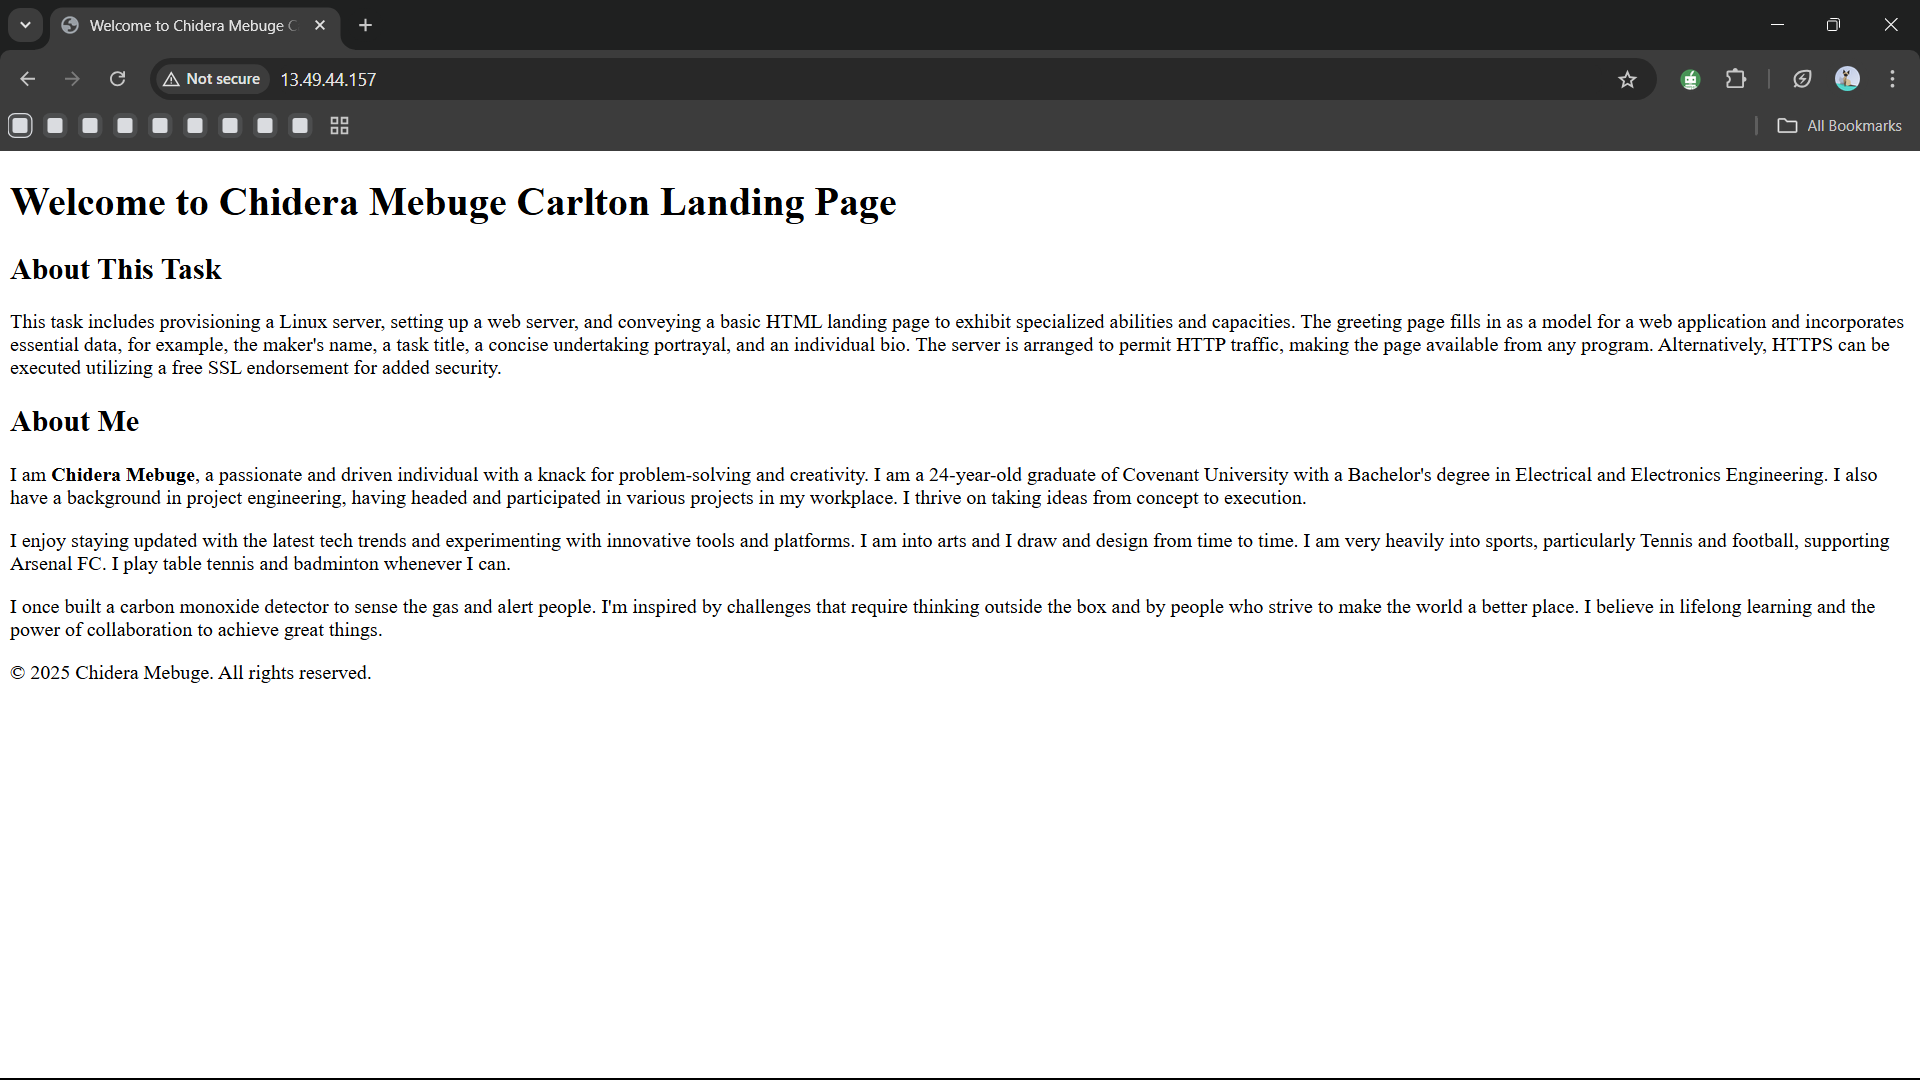 Welcome to Chidera Mebuge C
Not secure
13.49.44.157
All Bookmarks
Welcome to Chidera Mebuge Carlton Landing Page
About This Task
This task includes provisioning a Linux server, setting up a web server, and conveying a basic HTML landing page to exhibit specialized abilities and capacities. The greeting page fills in as a model for a web application and incorporates
essential data, for example, the maker's name, a task title, a concise undertaking portrayal, and an individual bio. The server is arranged to permit HTTP traffic, making the page available from any program. Alternatively, HTTPS can be
executed utilizing a free SSL endorsement for added security.
About Me
I am Chidera Mebuge, a passionate and driven individual with a knack for problem-solving and creativity. I am a 24-year-old graduate of Covenant University with a Bachelor's degree in Electrical and Electronics Engineering. I also
have a background in project engineering, having headed and participated in various projects in my workplace. I thrive on taking ideas from concept to execution.
I enjoy staying updated with the latest tech trends and experimenting with innovative tools and platforms. I am into arts and I draw and design from time to time. I am very heavily into sports, particularly Tennis and football, supporting
Arsenal FC. I play table tennis and badminton whenever I can.
I once built a carbon monoxide detector to sense the gas and alert people. I'm inspired by challenges that require thinking outside the box and by people who strive to make the world a better place. I believe in lifelong learning and the
power of collaboration to achieve great things.
© 2025 Chidera Mebuge. All rights reserved.